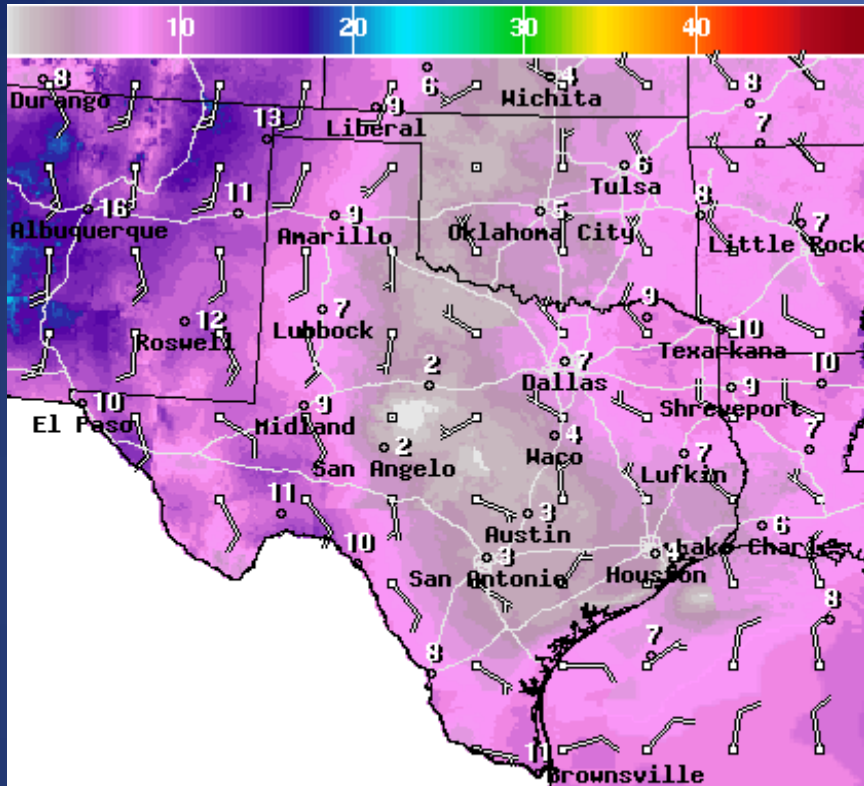 10 20 30 40
8 6 4 8
Durango Wichita
13 9 7
Liberal
6
Tulsa
16 11 9 5 8 7
Albuquerque Amarillo Oklahoma City Little Rock
12 7 9
Roswell Lubbock 10
Texarkana
2 7 10
Dallas 9
10 9 Shreveport
El Paso Midland 4 7
2 Waco 7
San Angelo Lufkin
11 3 6
Austin
10 3 4 Lake Charles
San Antonio Houston
8
7
8
11
Brownsville